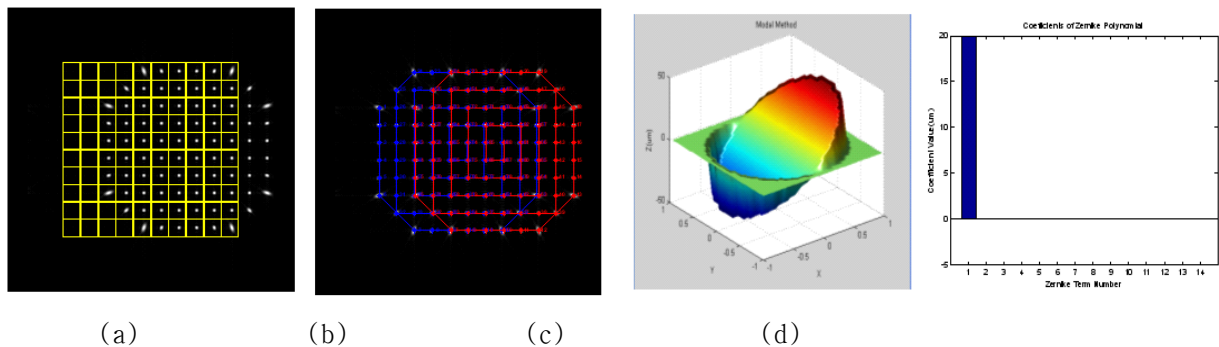 Modal Method
50
0
-50
Z(um)
1
0.5
0
-0.5
-1
Y
-1
-0.5
0
0.5
1
X
Coefficients of Zernike Polynomial
20
15
10
5
0
-5
Coefficient Value(um)
1 2 3 4 5 6 7 8 9 10 11 12 13 14
Zernike Term Number
(a) (b) (c) (d)